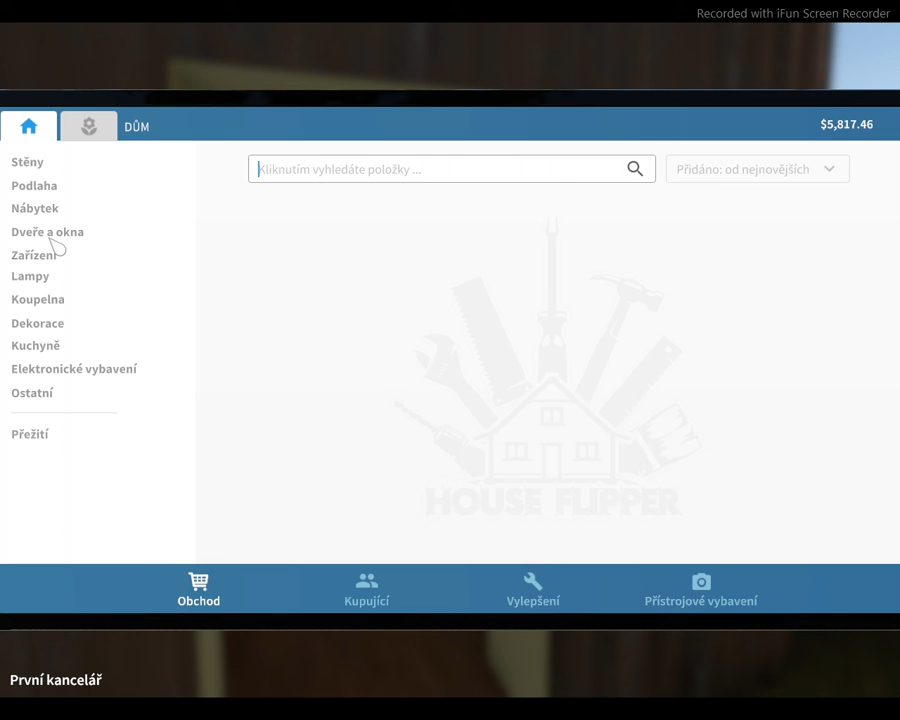 Recorded with iFun Screen Recorder
DŮM
$5,817.46
Stěny
Podlaha
Nábytek
Dveře a okna
Zařízení
Lampy
Koupelna
Dekorace
Kuchyně
Elektronické vybavení
Ostatní
Přežití
Kliknutím vyhledáte položky ...
Přidáno: od nejnovějších
HOUSE FLIPPER
Obchod
Kupující
Vylepšení
Přístrojové vybavení
První kancelář